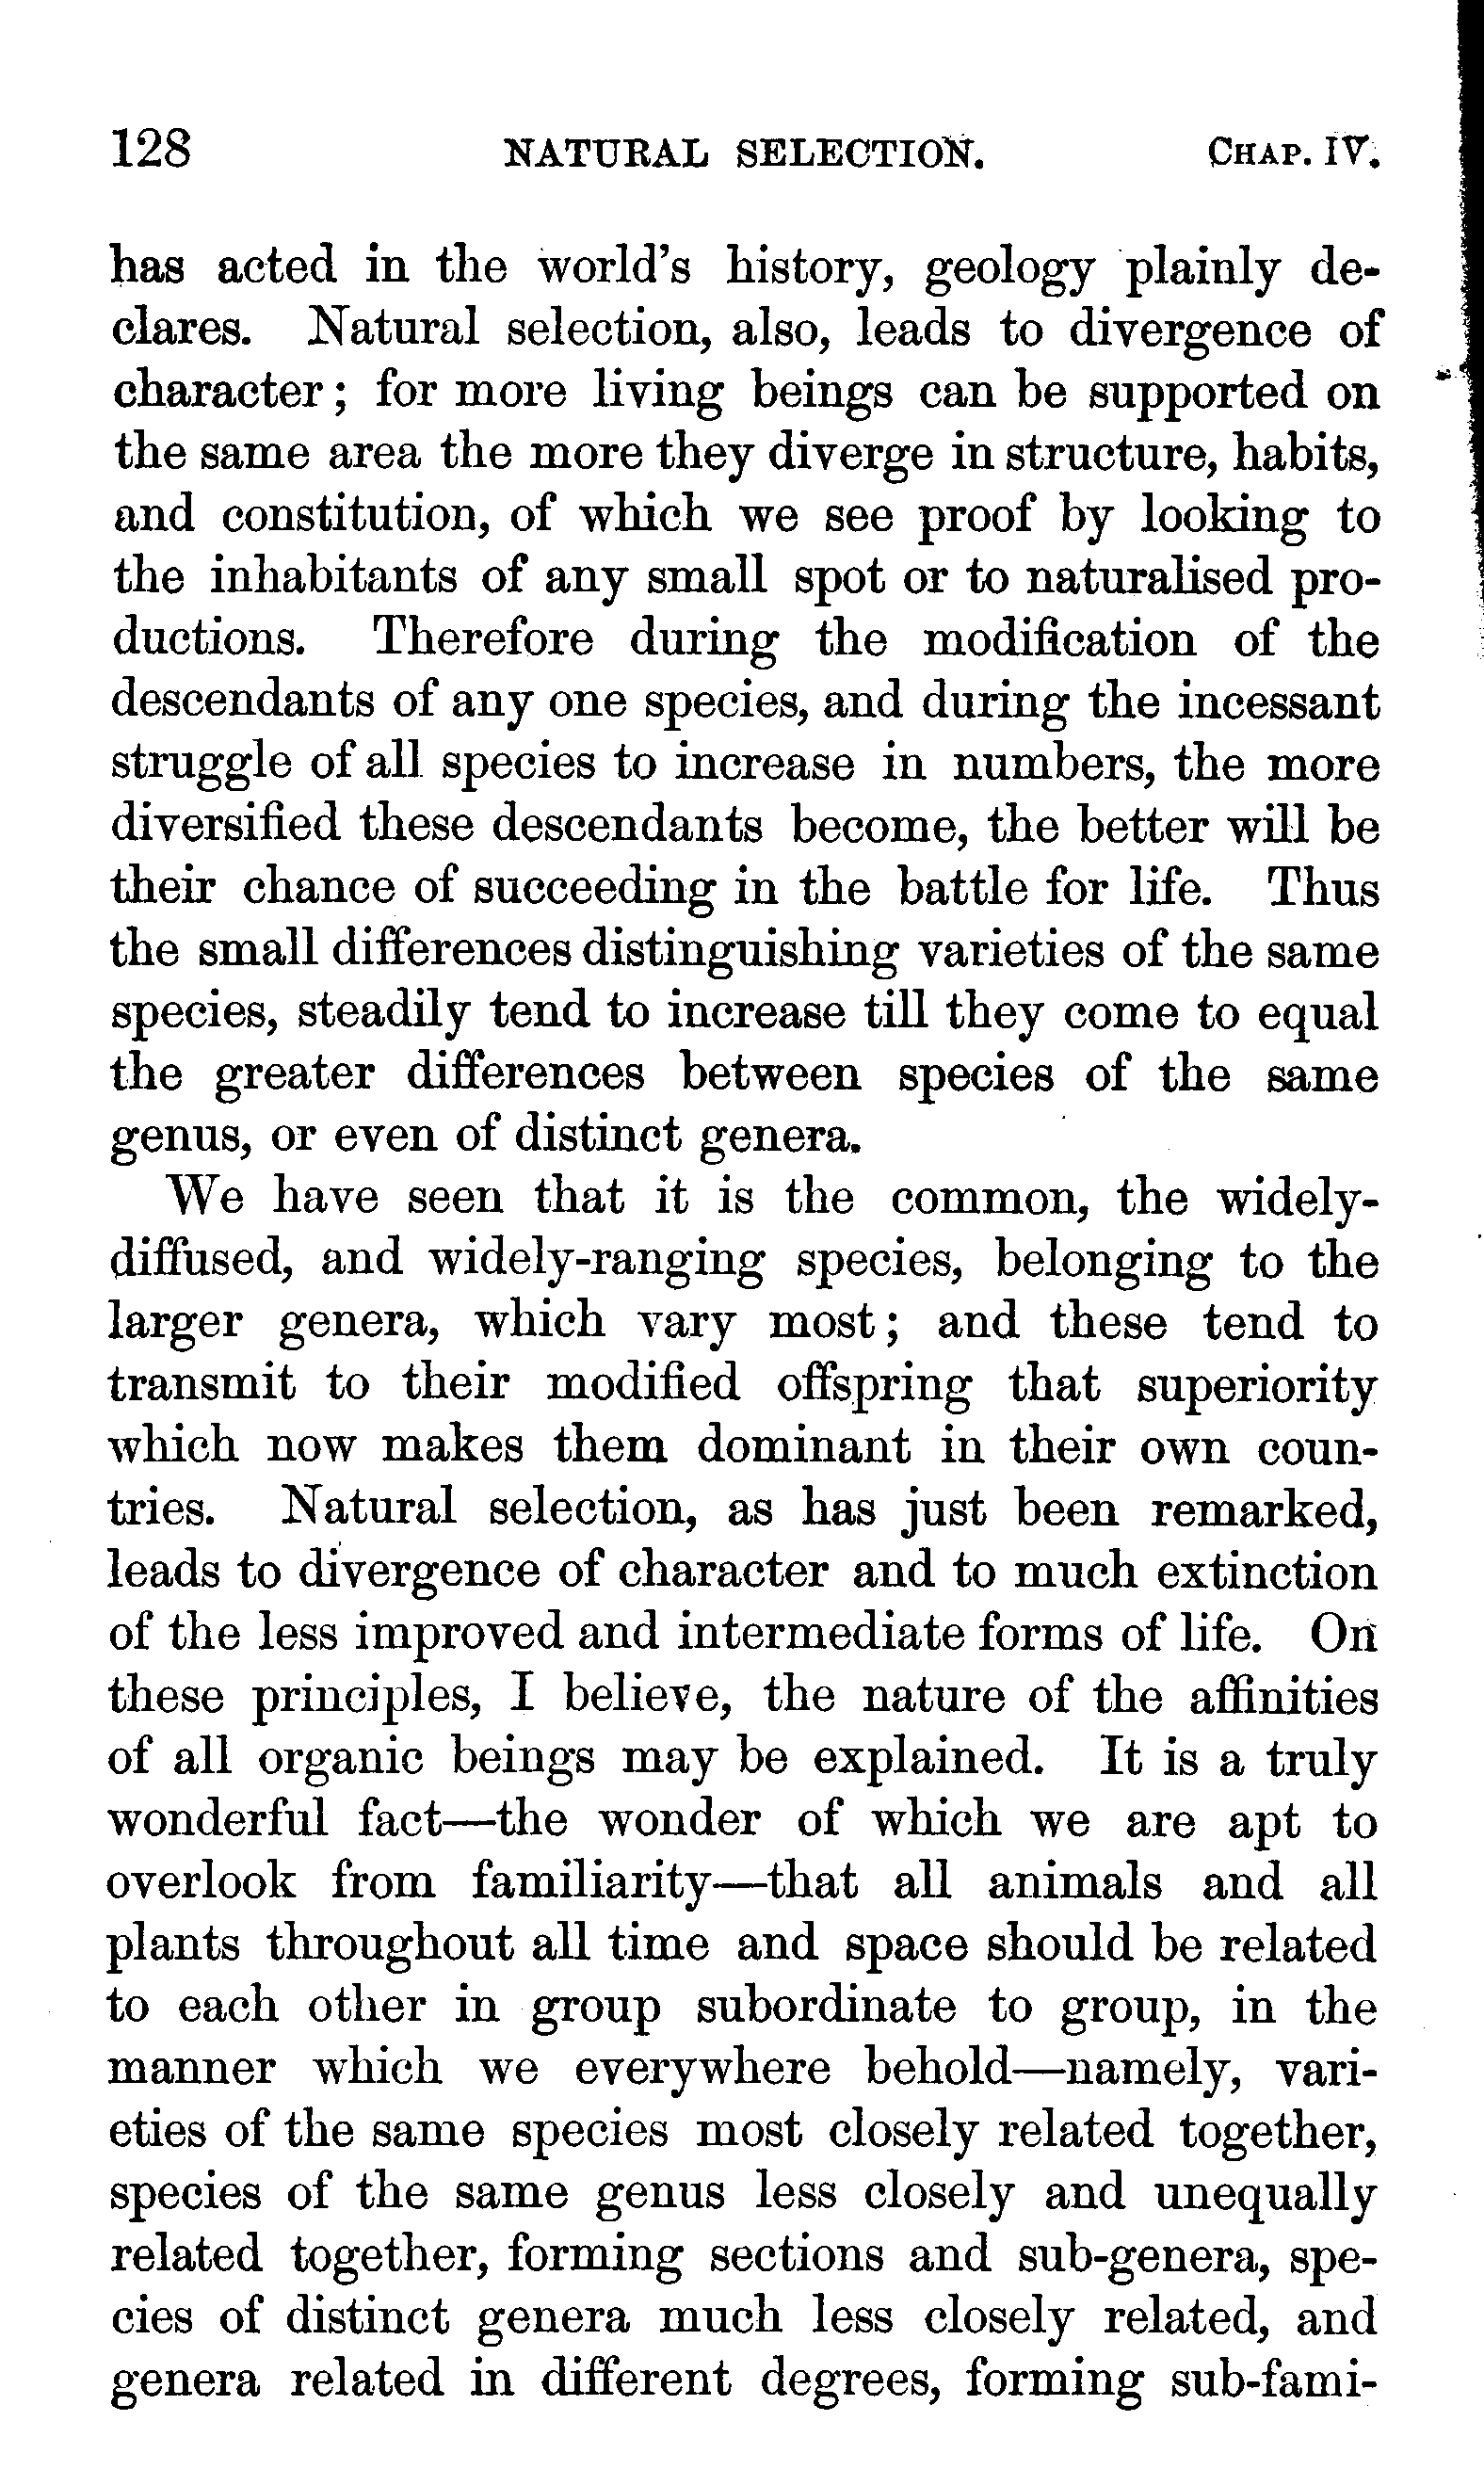 128 NATURAL SELECTION. CHAP. IV.
has acted in the world's history, geology plainly de-
clares. Natural selection, also, leads to divergence of
character; for more living beings can be supported on
the same area the more they diverge in structure, habits,
and constitution, of which we see proof by looking to
the inhabitants of any small spot or to naturalised pro-
ductions. Therefore during the modification of the
descendants of any one species, and during the incessant
struggle of all species to increase in numbers, the more
diversified these descendants become, the better will be
their chance of succeeding in the battle for life. Thus
the small differences distinguishing varieties of the same
species, steadily tend to increase till they come to equal
the greater differences between species of the same
genus, or even of distinct genera.
We have seen that it is the common, the widely-
diffused, and widely-ranging species, belonging to the
larger genera, which vary most; and these tend to
transmit to their modified offspring that superiority
which now makes them dominant in their own coun-
tries. Natural selection, as has just been remarked,
leads to divergence of character and to much extinction
of the less improved and intermediate forms of life. On
these principles, I believe, the nature of the affinities
of all organic beings may be explained. It is a truly
wonderful fact—the wonder of which we are apt to
overlook from familiarity—that all animals and all
plants throughout all time and space should be related
to each other in group subordinate to group, in the
manner which we everywhere behold—namely, vari-
eties of the same species most closely related together,
species of the same genus less closely and unequally
related together, forming sections and sub-genera, spe-
cies of distinct genera much less closely related, and
genera related in different degrees, forming sub-fami-